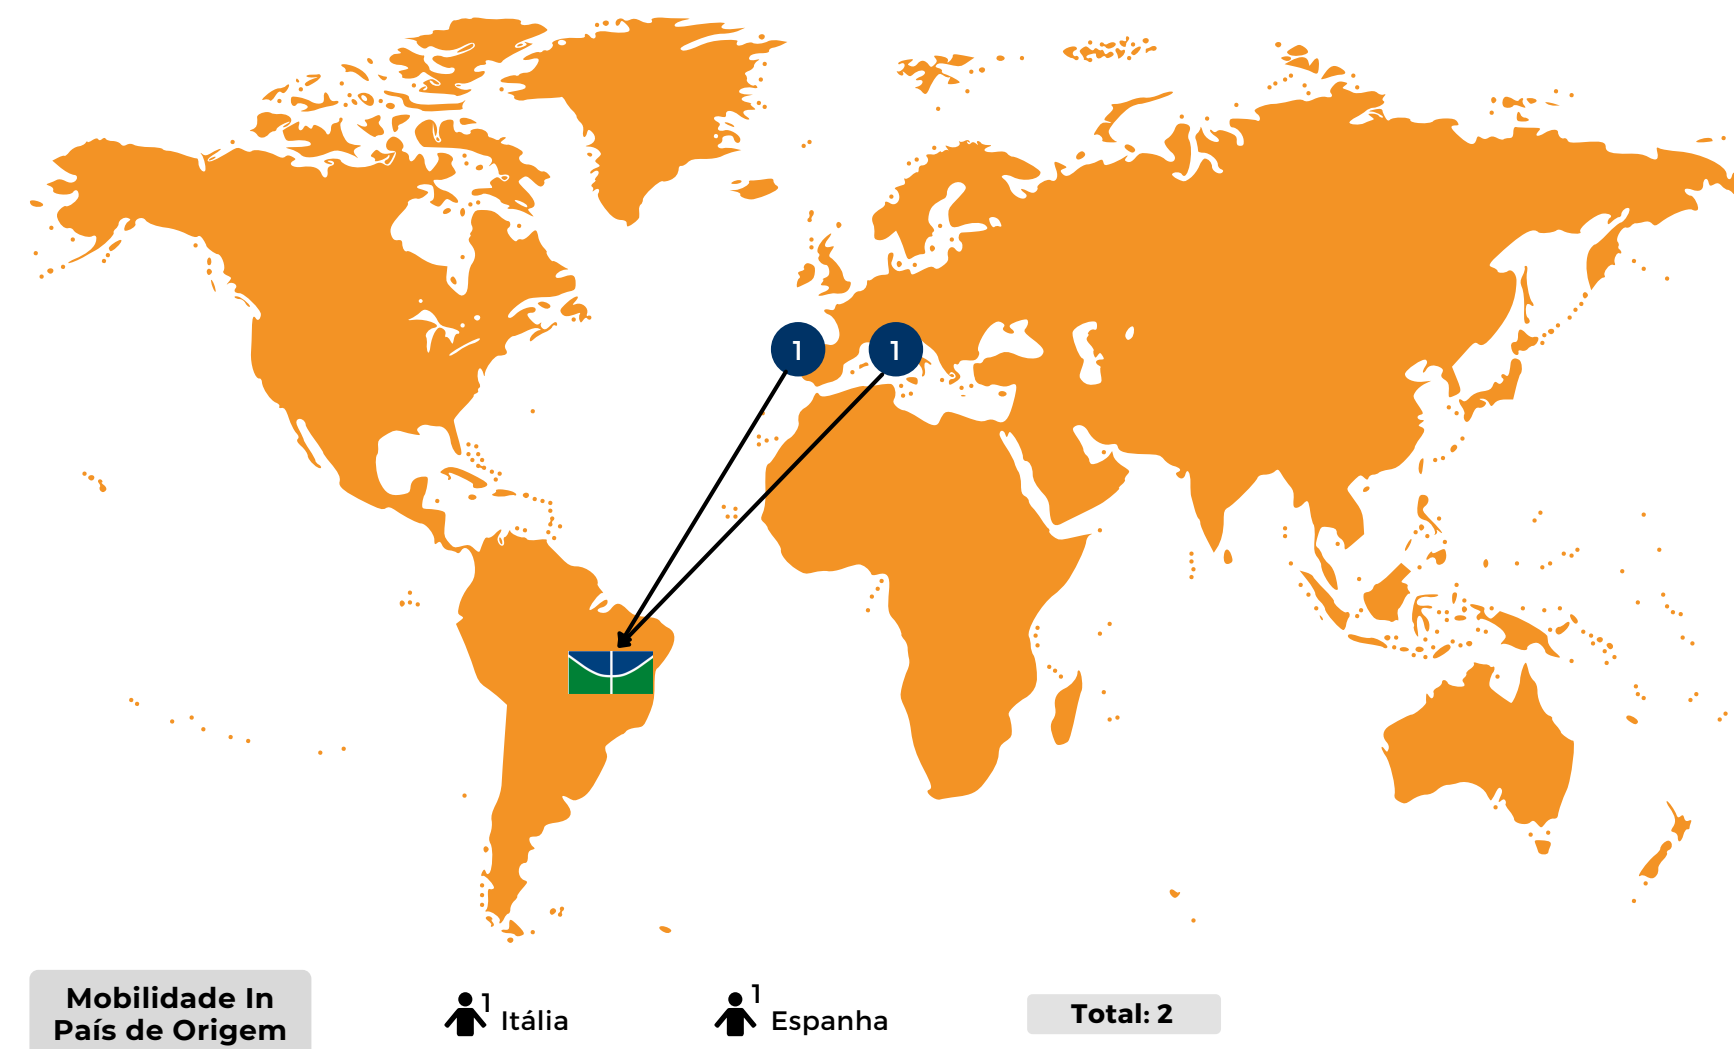 1
1
Mobilidade In
País de Origem
1
Itália
1
Espanha
Total: 2